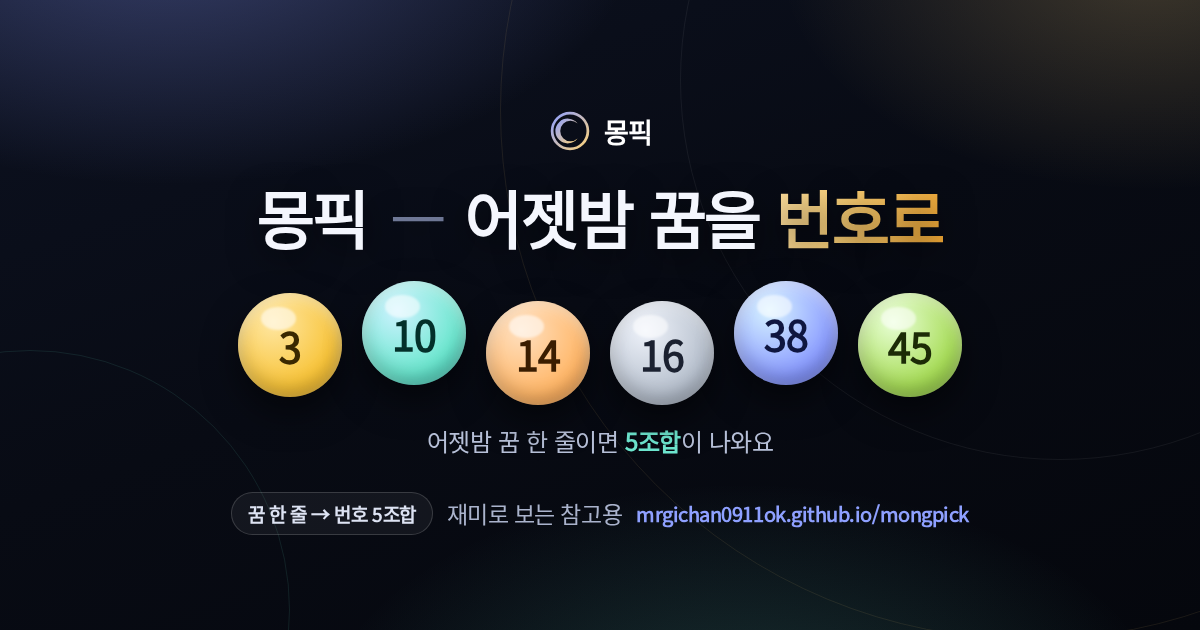 몽픽
몽픽 — 어젯밤 꿈을 번호로
3 10 14 16 38 45
어젯밤 꿈 한 줄이면 5조합이 나와요
꿈 한 줄 → 번호 5조합 재미로 보는 참고용 mrgichan0911ok.github.io/mongpick